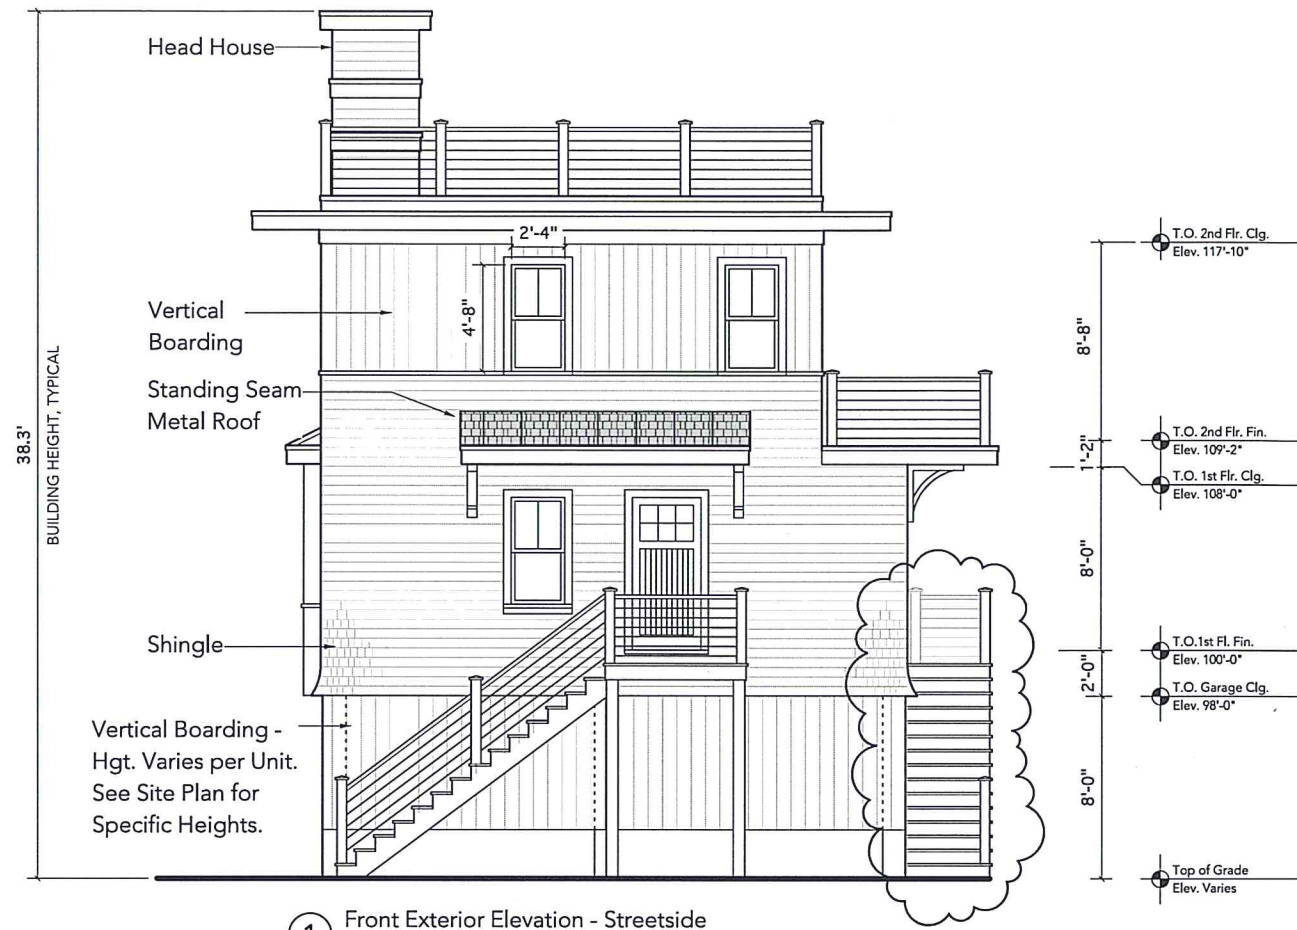 Head House
2'-4"
4'-8"
Vertical
Boarding
Standing Seam
Metal Roof
38.3'
BUILDING HEIGHT, TYPICAL
Shingle
Vertical Boarding -
Hgt. Varies per Unit.
See Site Plan for
Specific Heights.
T.O. 2nd Flr. Clg.
Elev. 117'-10"
8'-8"
T.O. 2nd Flr. Fin.
Elev. 109'-2"
1'-2"
T.O. 1st Flr. Clg.
Elev. 108'-0"
8'-0"
T.O.1st Fl. Fin.
Elev. 100'-0"
2'-0"
T.O. Garage Clg.
Elev. 98'-0"
8'-0"
Top of Grade
Elev. Varies
1
Front Exterior Elevation - Streetside